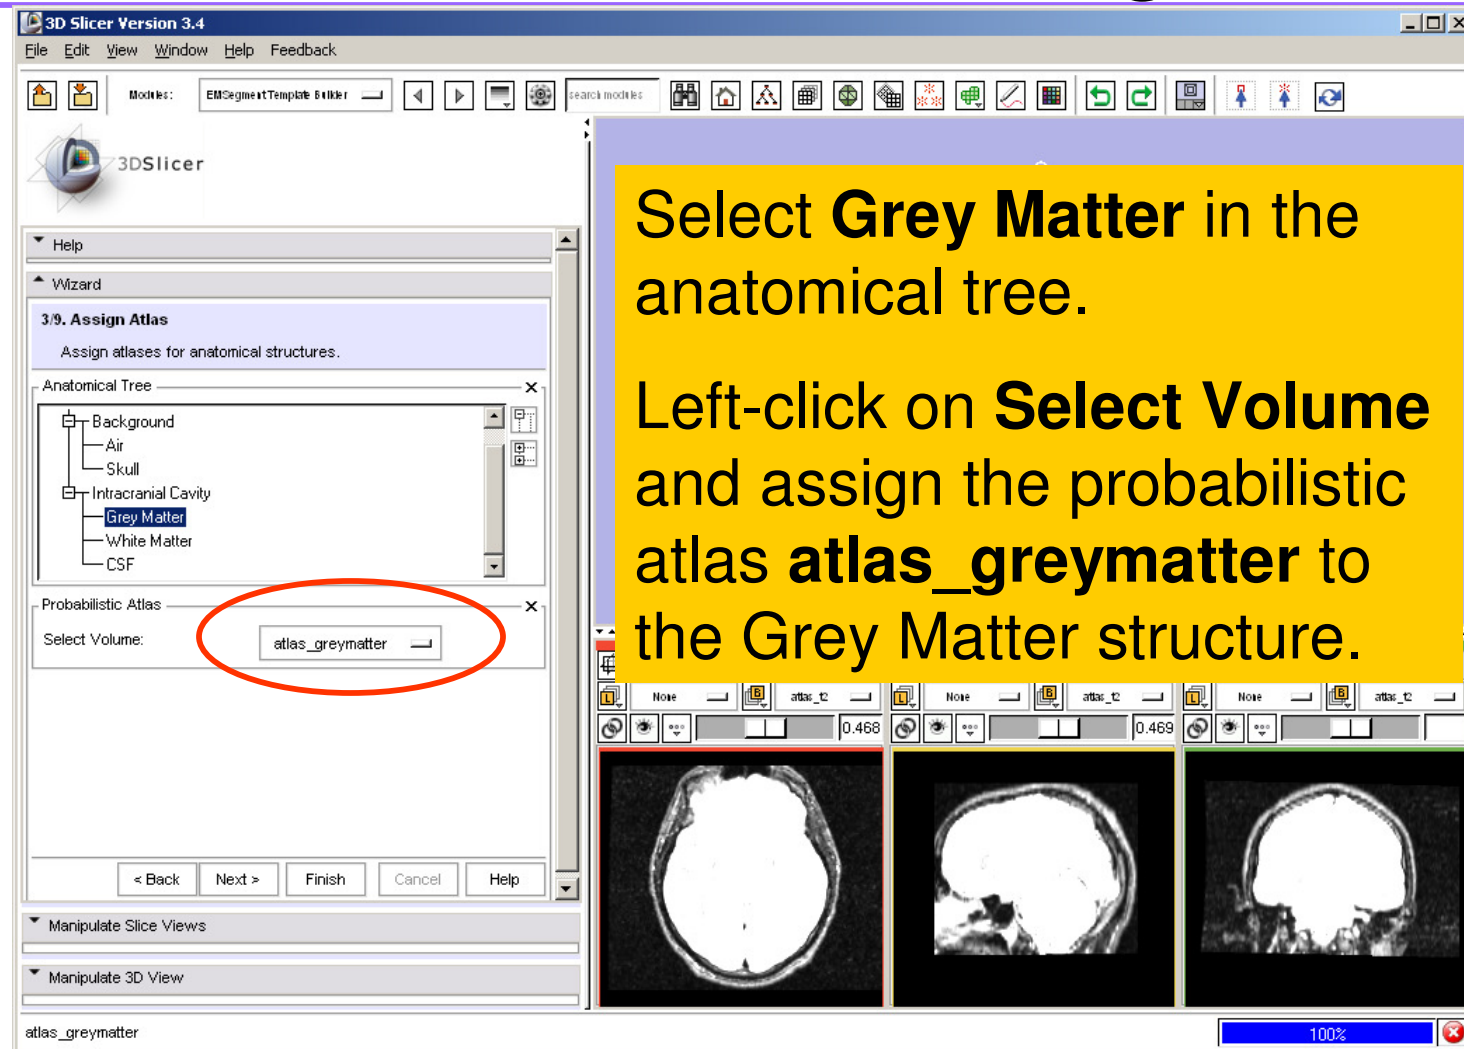 3D Slicer Version 3.4
File Edit View Window Help Feedback
Modules: EMSegmentTemplate Builder search modules
3DSlicer
Help
Wizard
3/9. Assign Atlas
Assign atlases for anatomical structures.
Anatomical Tree
Background
Air
Skull
Intracranial Cavity
Grey Matter
White Matter
CSF
Probabilistic Atlas
Select Volume: atlas_greymatter
< Back Next > Finish Cancel Help
Manipulate Slice Views
Manipulate 3D View
atlas_greymatter
Select Grey Matter in the
anatomical tree.
Left-click on Select Volume
and assign the probabilistic
atlas atlas_greymatter to
the Grey Matter structure.
L None B atlas_t2 L None B atlas_t2 L None B atlas_t2
0.468 0.469
100%